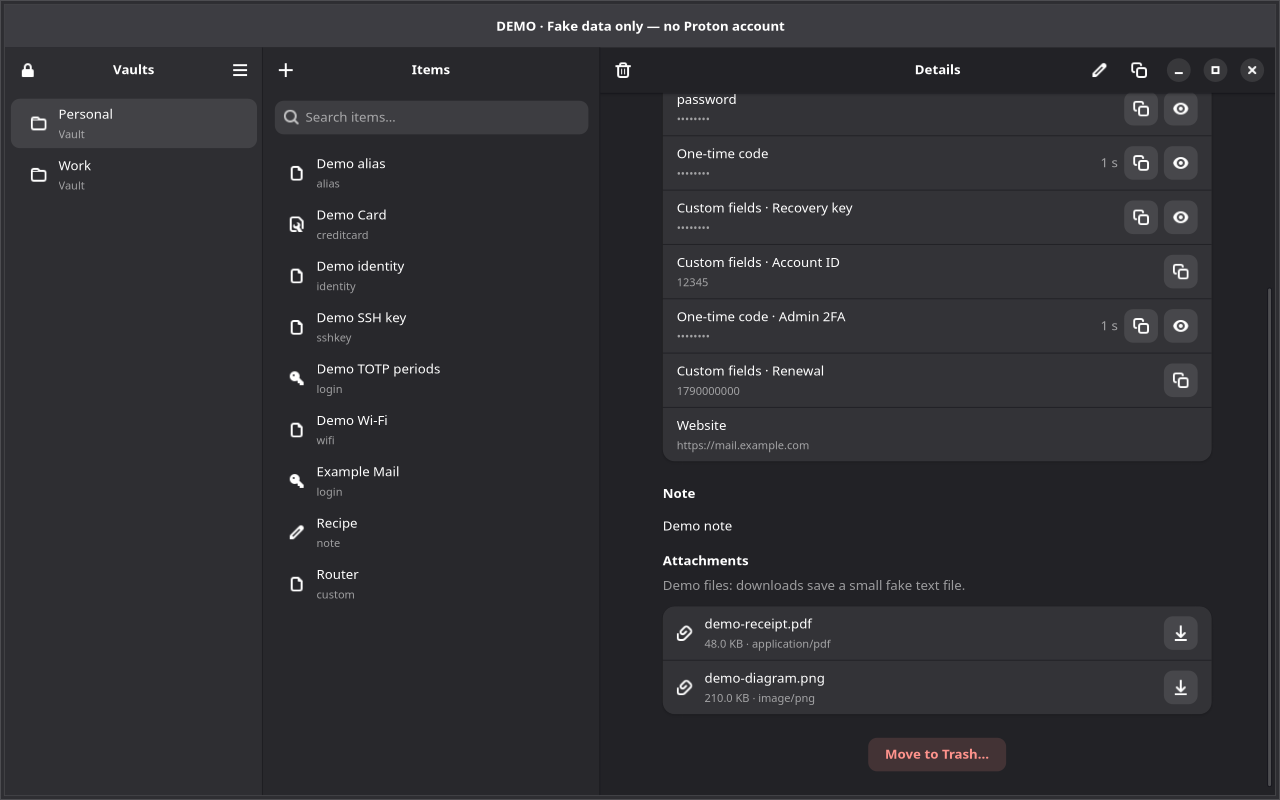 DEMO · Fake data only — no Proton account
Vaults
Personal
Vault
Work
Vault
Items
Search items...
Demo alias
alias
Demo Card
creditcard
Demo identity
identity
Demo SSH key
sshkey
Demo TOTP periods
login
Demo Wi-Fi
wifi
Example Mail
login
Recipe
note
Router
custom
Details
password
••••••••
One-time code
••••••••
1 s
Custom fields · Recovery key
••••••••
Custom fields · Account ID
12345
One-time code · Admin 2FA
••••••••
1 s
Custom fields · Renewal
1790000000
Website
https://mail.example.com
Note
Demo note
Attachments
Demo files: downloads save a small fake text file.
demo-receipt.pdf
48.0 KB · application/pdf
demo-diagram.png
210.0 KB · image/png
Move to Trash...